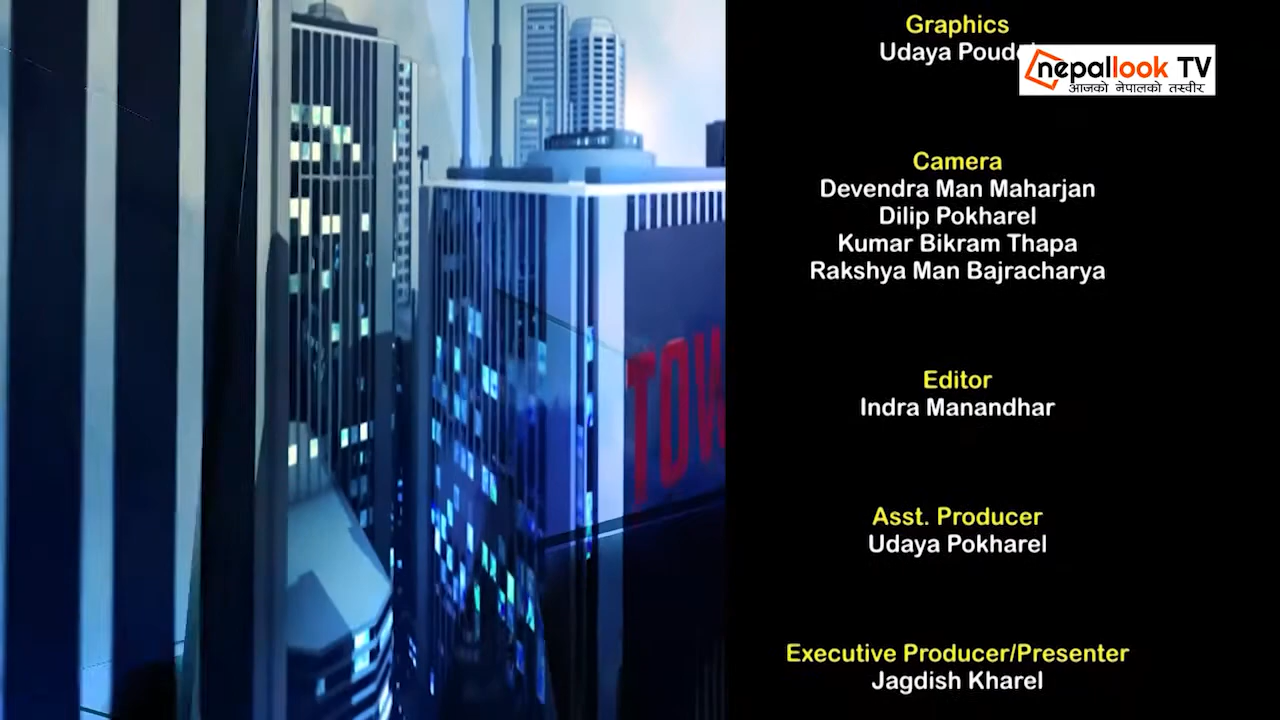 Graphics
Udaya
nepallook TV
आजको नेपालको तस्वीर
Camera
Devendra Man Maharjan
Dilip Pokharel
Kumar Bikram Thapa
Rakshya Man Bajracharya
TOW
Editor
Indra Manandhar
Asst. Producer
Udaya Pokharel
Executive Producer/Presenter
Jagdish Kharel